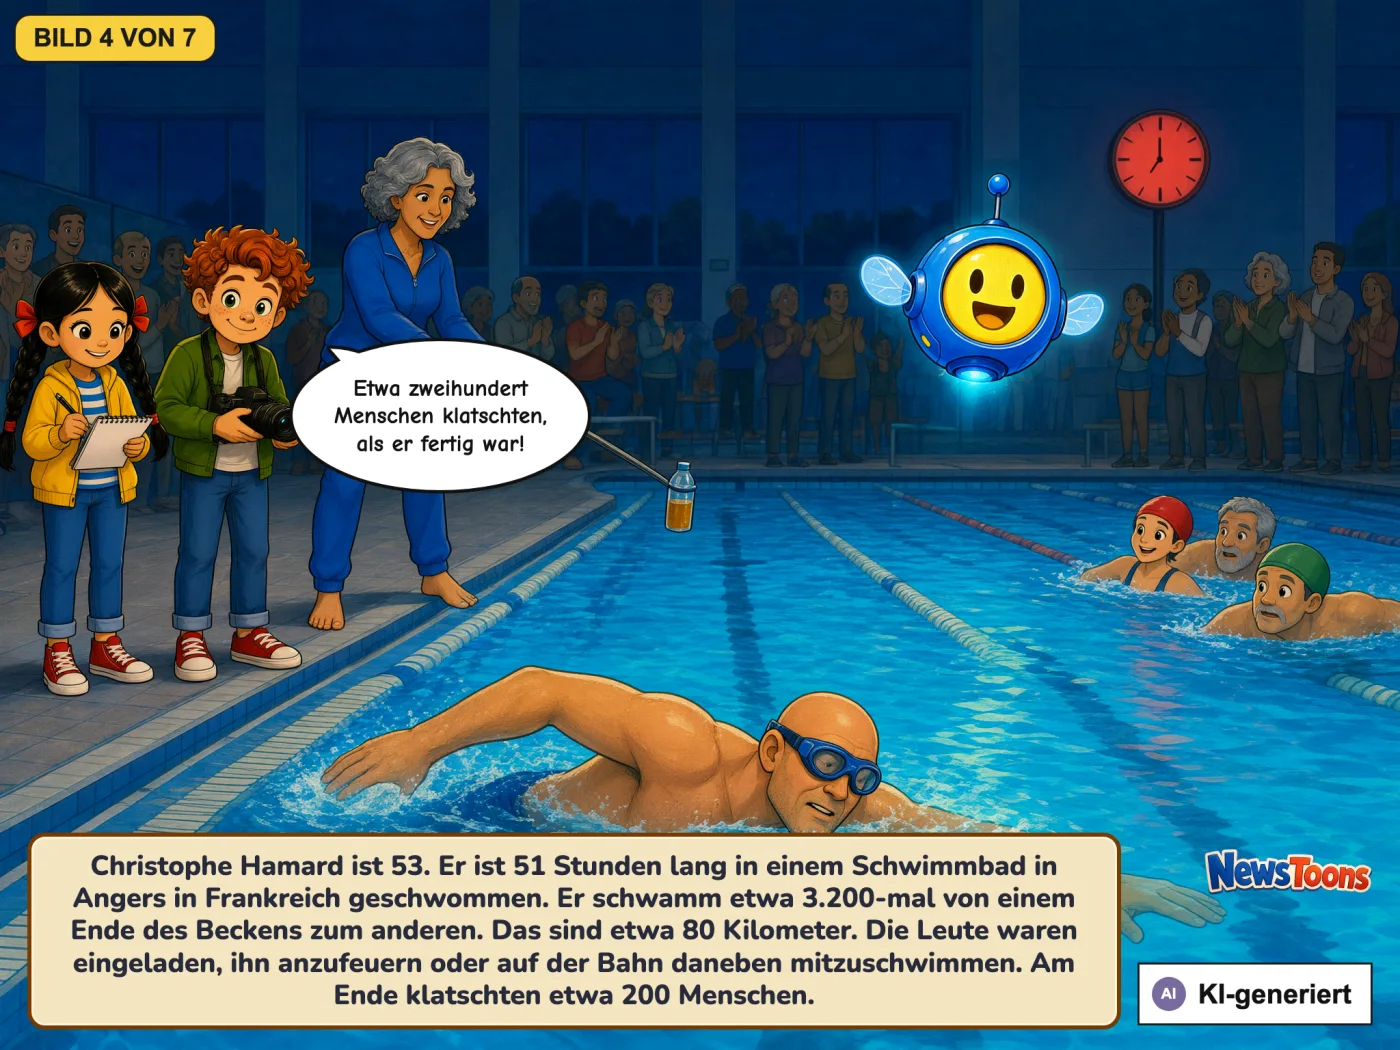 BILD 4 VON 7
Etwa zweihundert
Menschen klatschten,
als er fertig war!
Christophe Hamard ist 53. Er ist 51 Stunden lang in einem Schwimmbad in
Angers in Frankreich geschwommen. Er schwamm etwa 3.200-mal von einem
Ende des Beckens zum anderen. Das sind etwa 80 Kilometer. Die Leute waren
eingeladen, ihn anzufeuern oder auf der Bahn daneben mitzuschwimmen. Am
Ende klatschten etwa 200 Menschen.
NewsToons
AI KI-generiert